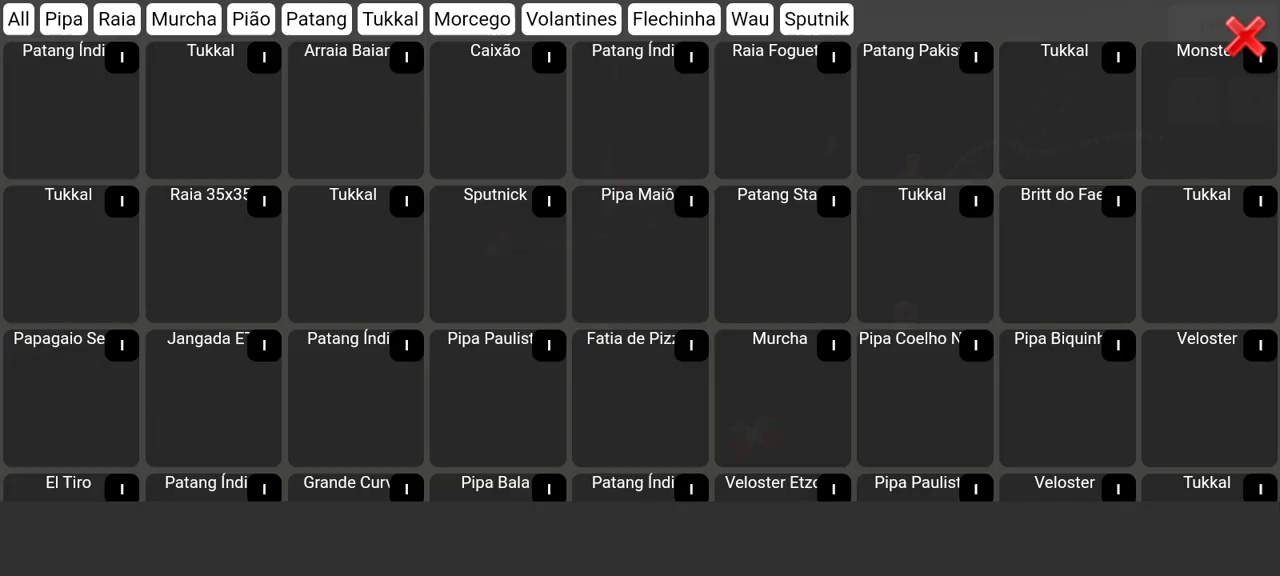 All Pipa Raia Murcha Pião Patang Tukkal Morcego Volantines Flechinha Wau Sputnik
Patang Índi I Tukkal I Arraia Baiar I Caixão I Patang Índi I Raia Foguet I Patang Pakis I Tukkal I Monst I
Tukkal I Raia 35x35 I Tukkal I Sputnick I Pipa Maiô I Patang Sta I Tukkal I Britt do Fae I Tukkal I
Papagaio Se I Jangada ET I Patang Índi I Pipa Paulist I Fatia de Piz I Murcha I Pipa Coelho N I Pipa Biquinh I Veloster I
El Tiro I Patang Índi I Grande Curv I Pipa Bala I Patang Índi I Veloster Etzo I Pipa Paulist I Veloster I Tukkal I